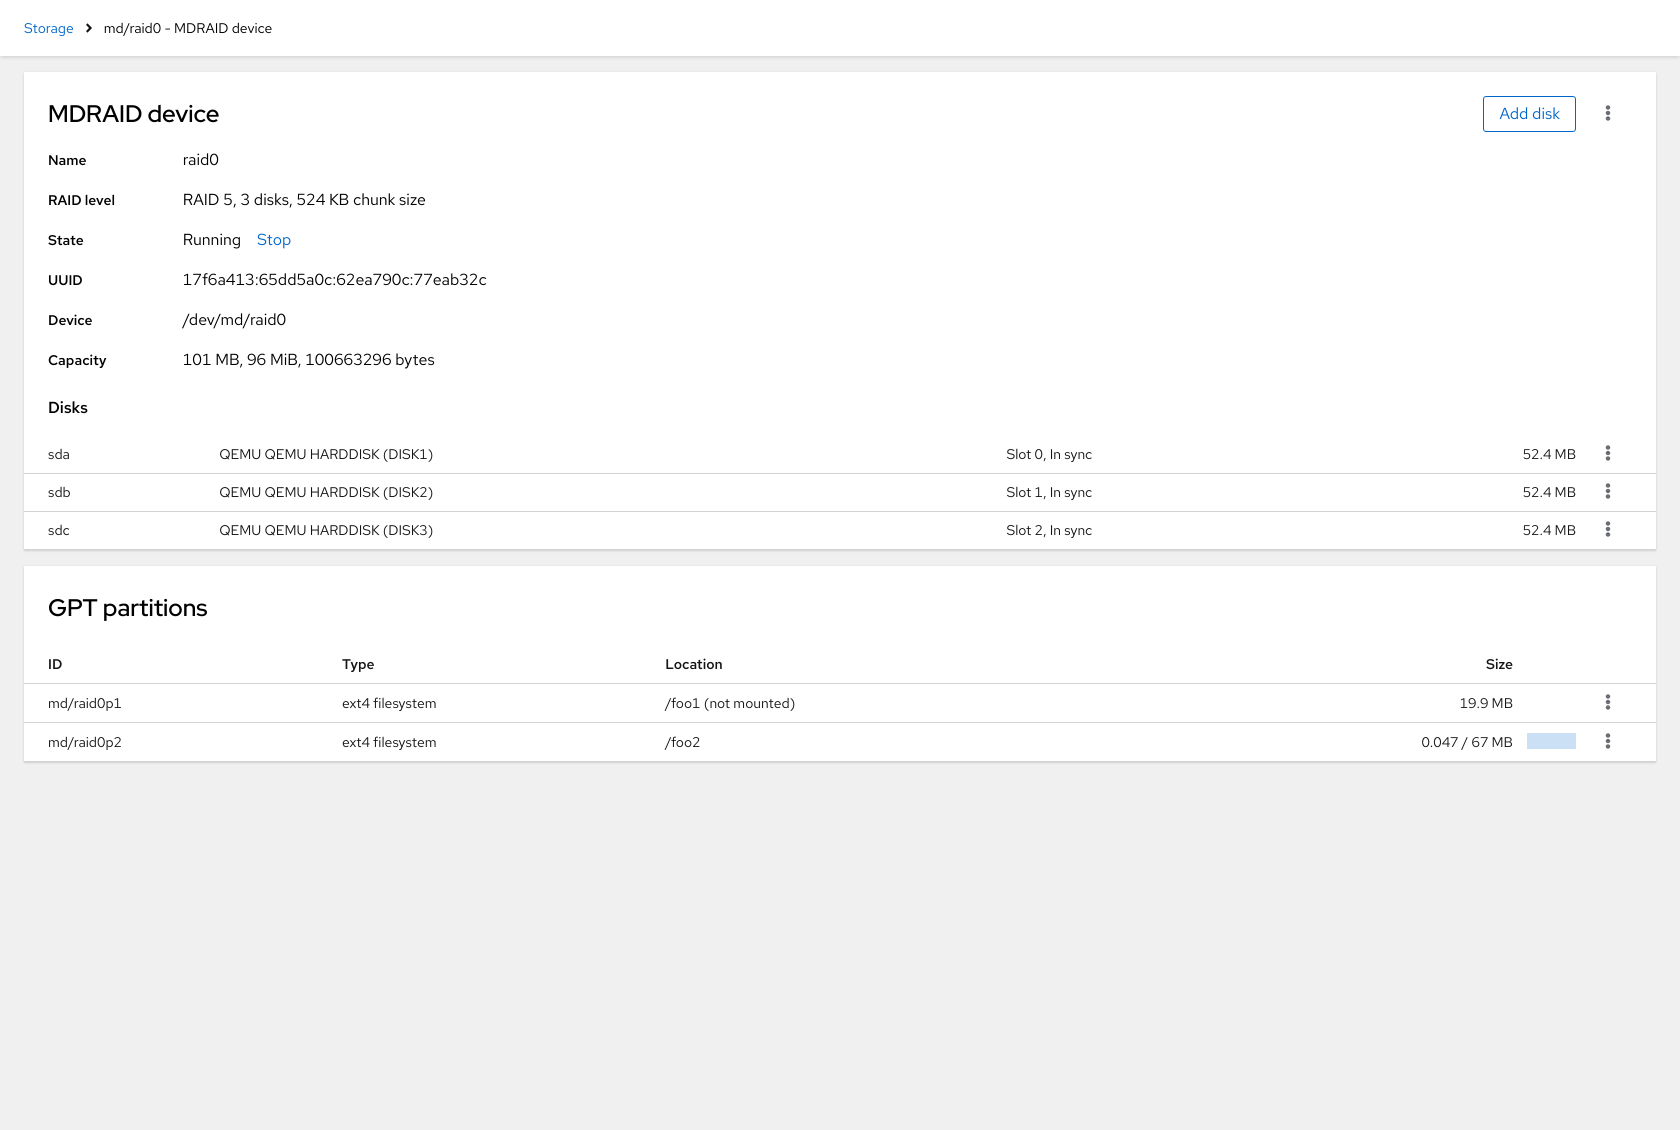 Storage > md/raid0 - MDRAID device
MDRAID device
Add disk
Name raid0
RAID level RAID 5, 3 disks, 524 KB chunk size
State Running Stop
UUID 17f6a413:65dd5a0c:62ea790c:77eab32c
Device /dev/md/raid0
Capacity 101 MB, 96 MiB, 100663296 bytes
Disks
sda QEMU QEMU HARDDISK (DISK1) Slot 0, In sync 52.4 MB
sdb QEMU QEMU HARDDISK (DISK2) Slot 1, In sync 52.4 MB
sdc QEMU QEMU HARDDISK (DISK3) Slot 2, In sync 52.4 MB
GPT partitions
ID Type Location Size
md/raid0p1 ext4 filesystem /foo1 (not mounted) 19.9 MB
md/raid0p2 ext4 filesystem /foo2 0.047 / 67 MB